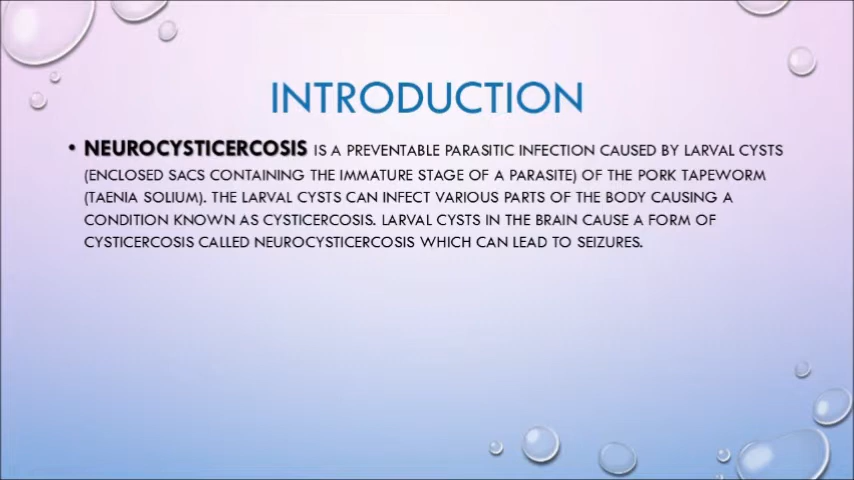 INTRODUCTION
• NEUROCYSTICERCOSIS IS A PREVENTABLE PARASITIC INFECTION CAUSED BY LARVAL CYSTS
(ENCLOSED SACS CONTAINING THE IMMATURE STAGE OF A PARASITE) OF THE PORK TAPEWORM
(TAENIA SOLIUM). THE LARVAL CYSTS CAN INFECT VARIOUS PARTS OF THE BODY CAUSING A
CONDITION KNOWN AS CYSTICERCOSIS. LARVAL CYSTS IN THE BRAIN CAUSE A FORM OF
CYSTICERCOSIS CALLED NEUROCYSTICERCOSIS WHICH CAN LEAD TO SEIZURES.